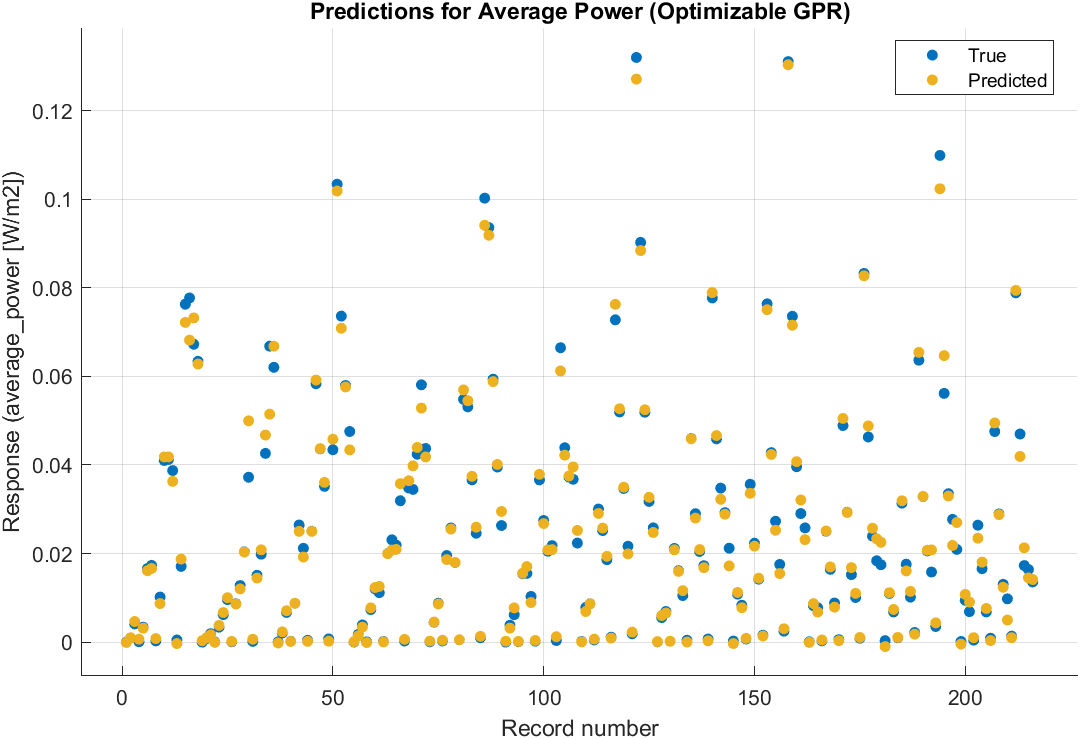 Predictions for Average Power (Optimizable GPR)
True
Predicted
0.12
0.1
0.08
0.06
0.04
0.02
0
Response (average_power [W/m2])
0 50 100 150 200
Record number